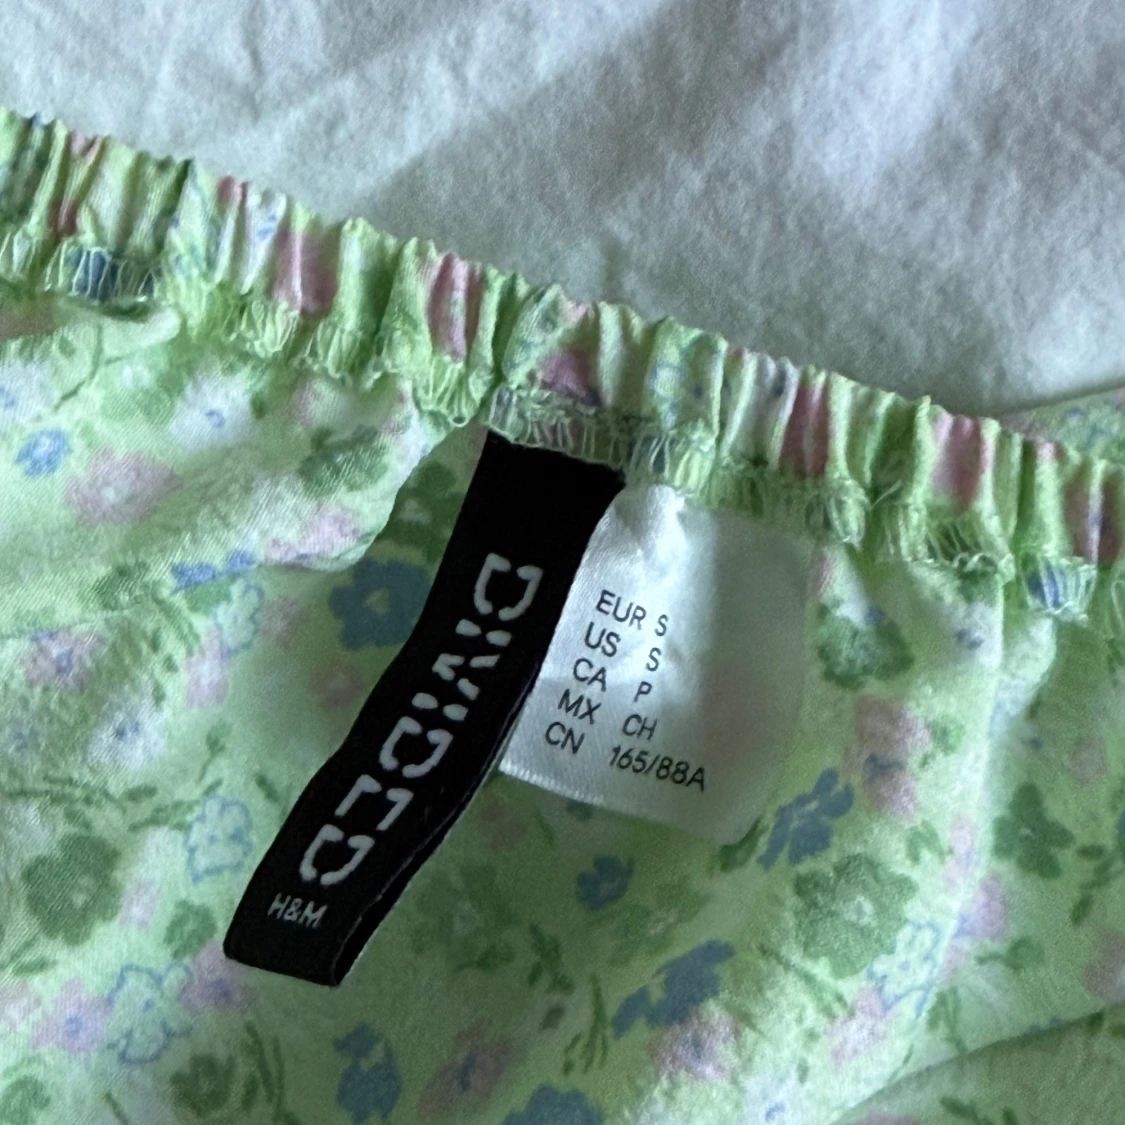 DIVIDED
H&M
EUR S
US S
CA P
MX CH
CN 165/88A